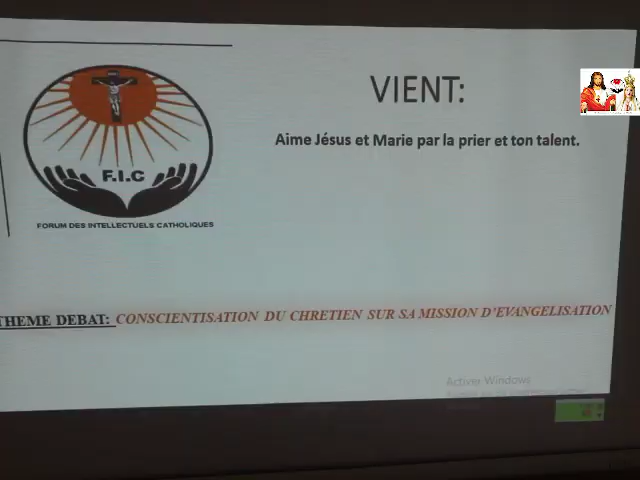 VIENT:
Aime Jésus et Marie par la prier et ton talent.
F.I.C
FORUM DES INTELLECTUELS CATHOLIQUES
THEME DEBAT: CONSCIENTISATION DU CHRETIEN SUR SA MISSION D'EVANGELISATION
Activer Windows